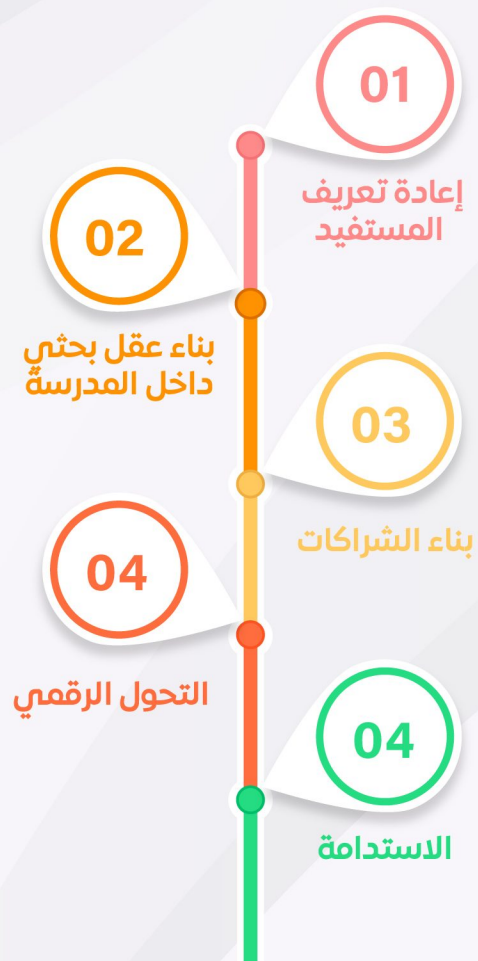 01
إعادة تعريف
المستفيد
02
بناء عقل بحثي
داخل المدرسة
03
بناء الشراكات
04
التحول الرقمي
04
الاستدامة